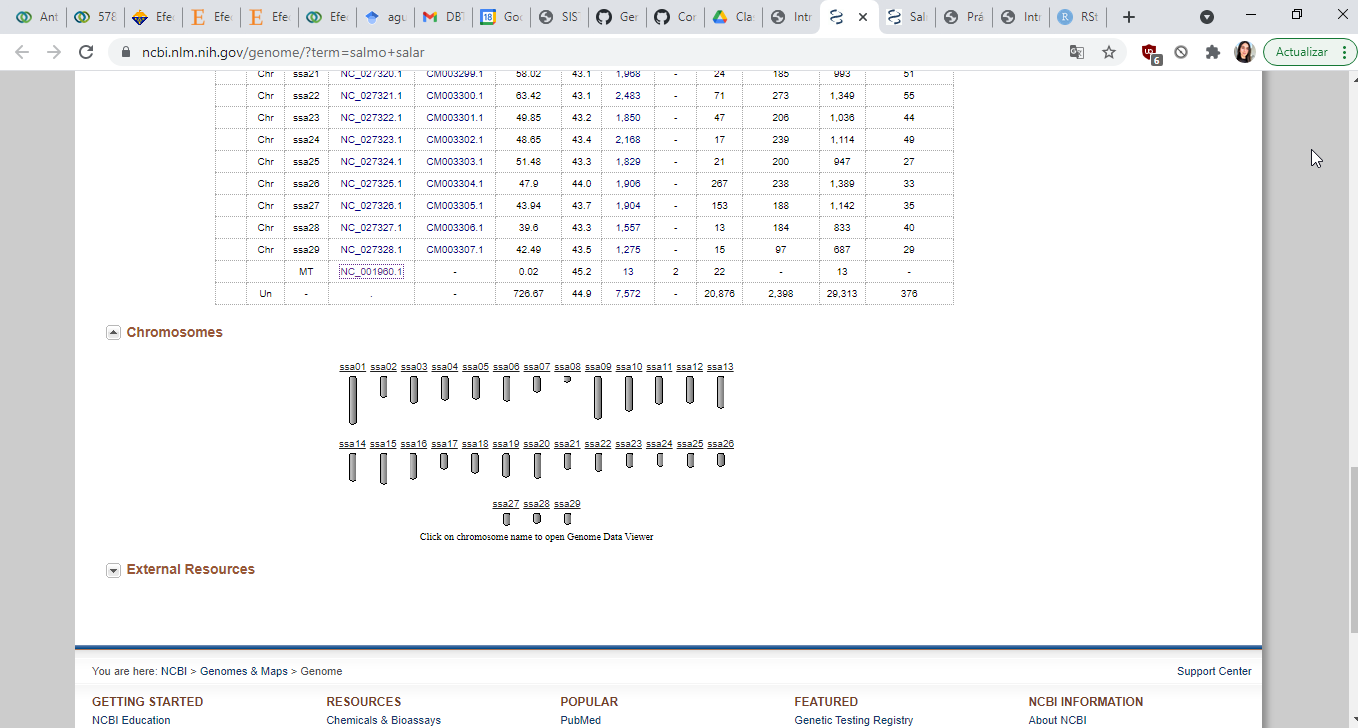 Ant 578 Efec Efec Efec Efec agu DBT Goo SIS Ger Cor Cla Intr Sal Prá Intr RSt
ncbi.nlm.nih.gov/genome/?term=salmo+salar Actualizar
Chr ssa21 NC_027320.1 CM003299.1 58.02 43.1 1,968 - 24 185 993 51
Chr ssa22 NC_027321.1 CM003300.1 63.42 43.1 2,483 - 71 273 1,349 55
Chr ssa23 NC_027322.1 CM003301.1 49.85 43.2 1,850 - 47 206 1,036 44
Chr ssa24 NC_027323.1 CM003302.1 48.65 43.4 2,168 - 17 239 1,114 49
Chr ssa25 NC_027324.1 CM003303.1 51.48 43.3 1,829 - 21 200 947 27
Chr ssa26 NC_027325.1 CM003304.1 47.9 44.0 1,906 - 267 238 1,389 33
Chr ssa27 NC_027326.1 CM003305.1 43.94 43.7 1,904 - 153 188 1,142 35
Chr ssa28 NC_027327.1 CM003306.1 39.6 43.3 1,557 - 13 184 833 40
Chr ssa29 NC_027328.1 CM003307.1 42.49 43.5 1,275 - 15 97 687 29
MT NC_001960.1 - 0.02 45.2 13 2 22 - 13 -
Un - . - 726.67 44.9 7,572 - 20,876 2,398 29,313 376
Chromosomes
ssa01 ssa02 ssa03 ssa04 ssa05 ssa06 ssa07 ssa08 ssa09 ssa10 ssa11 ssa12 ssa13
ssa14 ssa15 ssa16 ssa17 ssa18 ssa19 ssa20 ssa21 ssa22 ssa23 ssa24 ssa25 ssa26
ssa27 ssa28 ssa29
Click on chromosome name to open Genome Data Viewer
External Resources
You are here: NCBI > Genomes & Maps > Genome Support Center
GETTING STARTED RESOURCES POPULAR FEATURED NCBI INFORMATION
NCBI Education Chemicals & Bioassays PubMed Genetic Testing Registry About NCBI